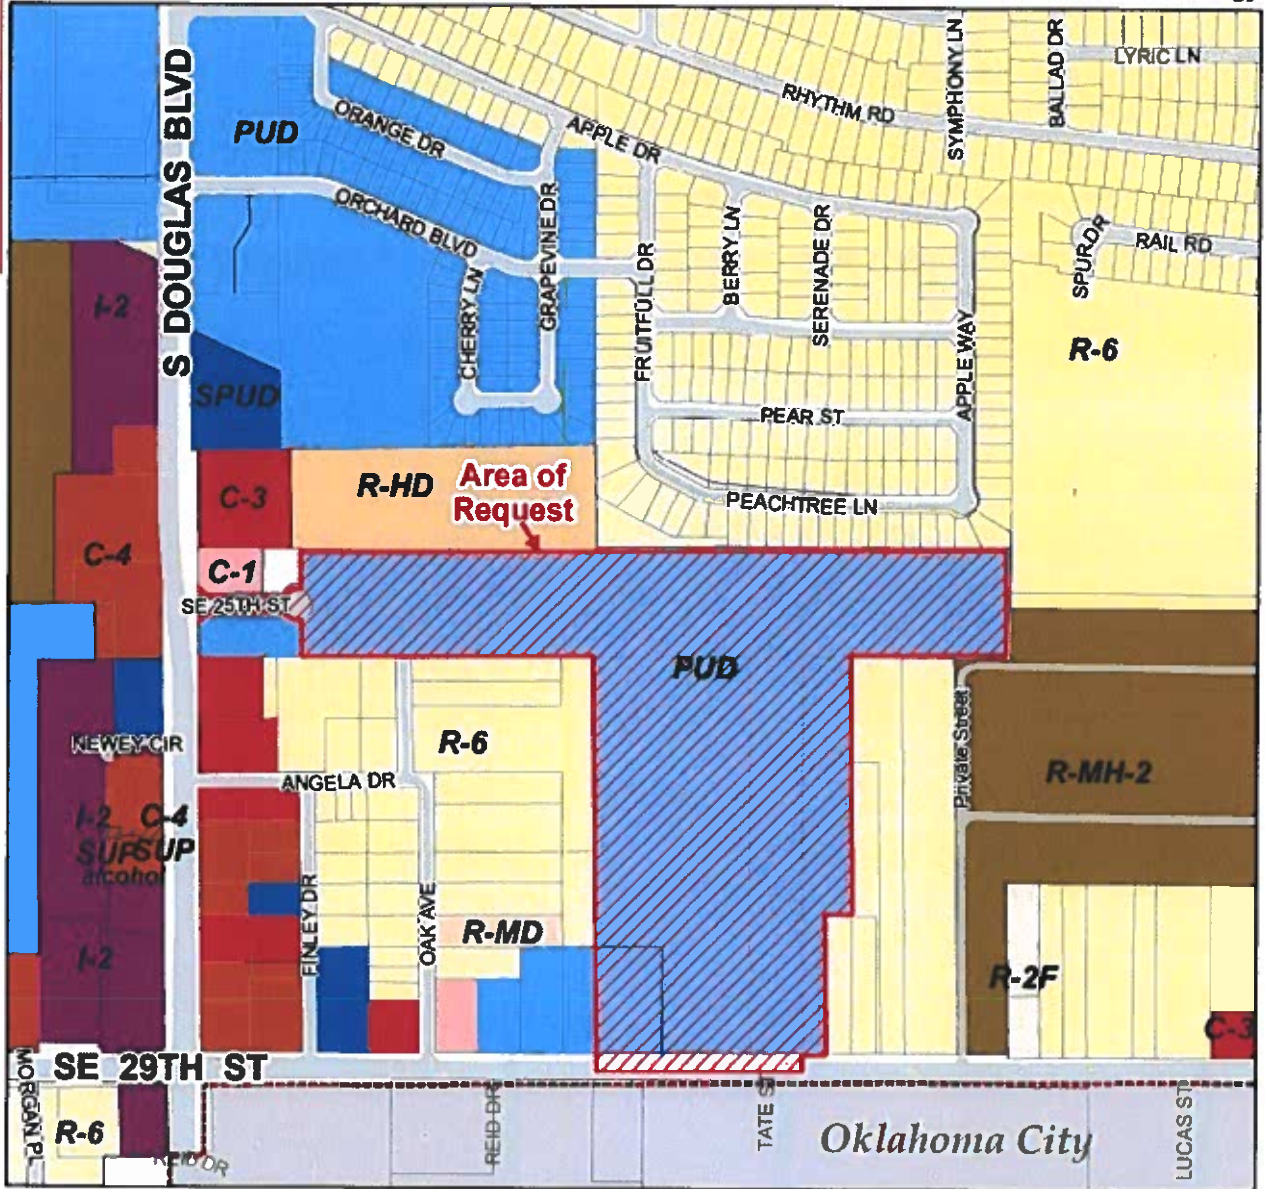 S DOUGLAS BLVD
PUD
ORANGE DR
APPLE DR
RHYTHM RD
SYMPHONY LN
BALLAD DR
LYRIC LN
ORCHARD BLVD
GRAPEVINE DR
CHERRY LN
FRUITFULL DR
BERRY LN
SERENADE DR
APPLE WAY
SPUR DR
RAIL RD
I-2
SPUD
R-6
PEAR ST
PEACHTREE LN
C-3
R-HD
Area of
Request
C-4
C-1
SE 25TH ST
PUD
NEWEY CIR
R-6
ANGELA DR
Private Street
R-MH-2
I-2
C-4
SUP
SUP
alcohol
FINLEY DR
OAK AVE
R-MD
I-2
R-2F
C-3
SE 29TH ST
MORGAN PL
R-6
REID DR
REID DR
TATE S
Oklahoma City
LUCAS ST